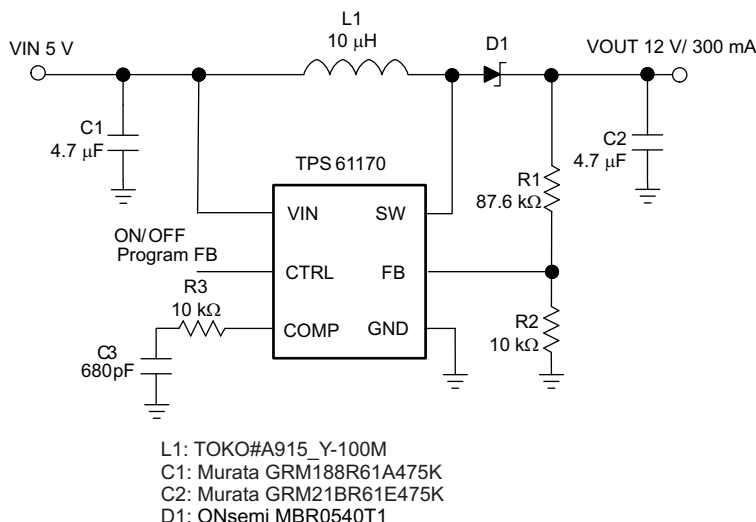 L1
VIN 5 V
10 µH
D1
VOUT 12 V/ 300 mA
C1
4.7 µF
C2
4.7 µF
TPS 61170
R1
87.6 kΩ
VIN
SW
ON/OFF
Program FB
CTRL
FB
R3
10 kΩ
COMP
GND
R2
10 kΩ
C3
680pF
L1: TOKO#A915_Y-100M
C1: Murata GRM188R61A475K
C2: Murata GRM21BR61E475K
D1: ONsemi MBR0540T1